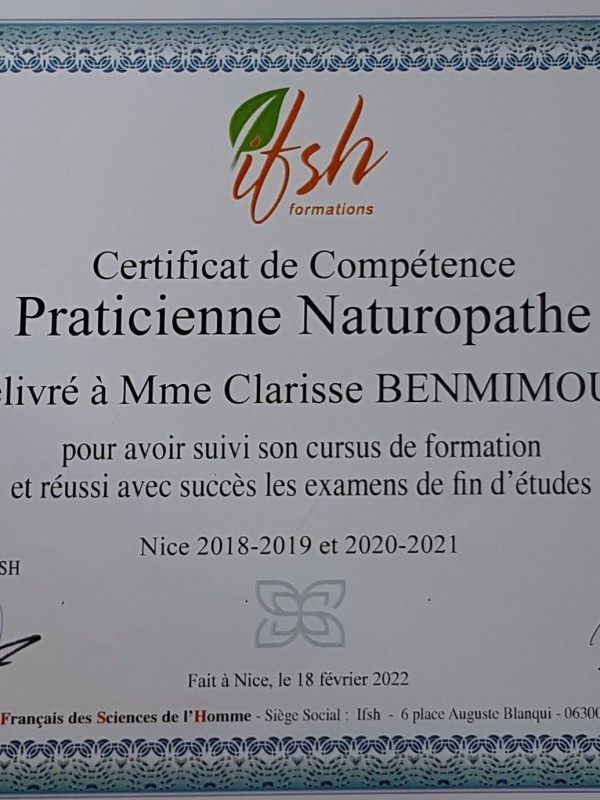 ifsh
formations
Certificat de Compétence
Praticienne Naturopathe
élivré à Mme Clarisse BENMIMOU
pour avoir suivi son cursus de formation
et réussi avec succès les examens de fin d'études
Nice 2018-2019 et 2020-2021
SH
Fait à Nice, le 18 février 2022
Français des Sciences de l'Homme - Siège Social : Ifsh - 6 place Auguste Blanqui - 06300